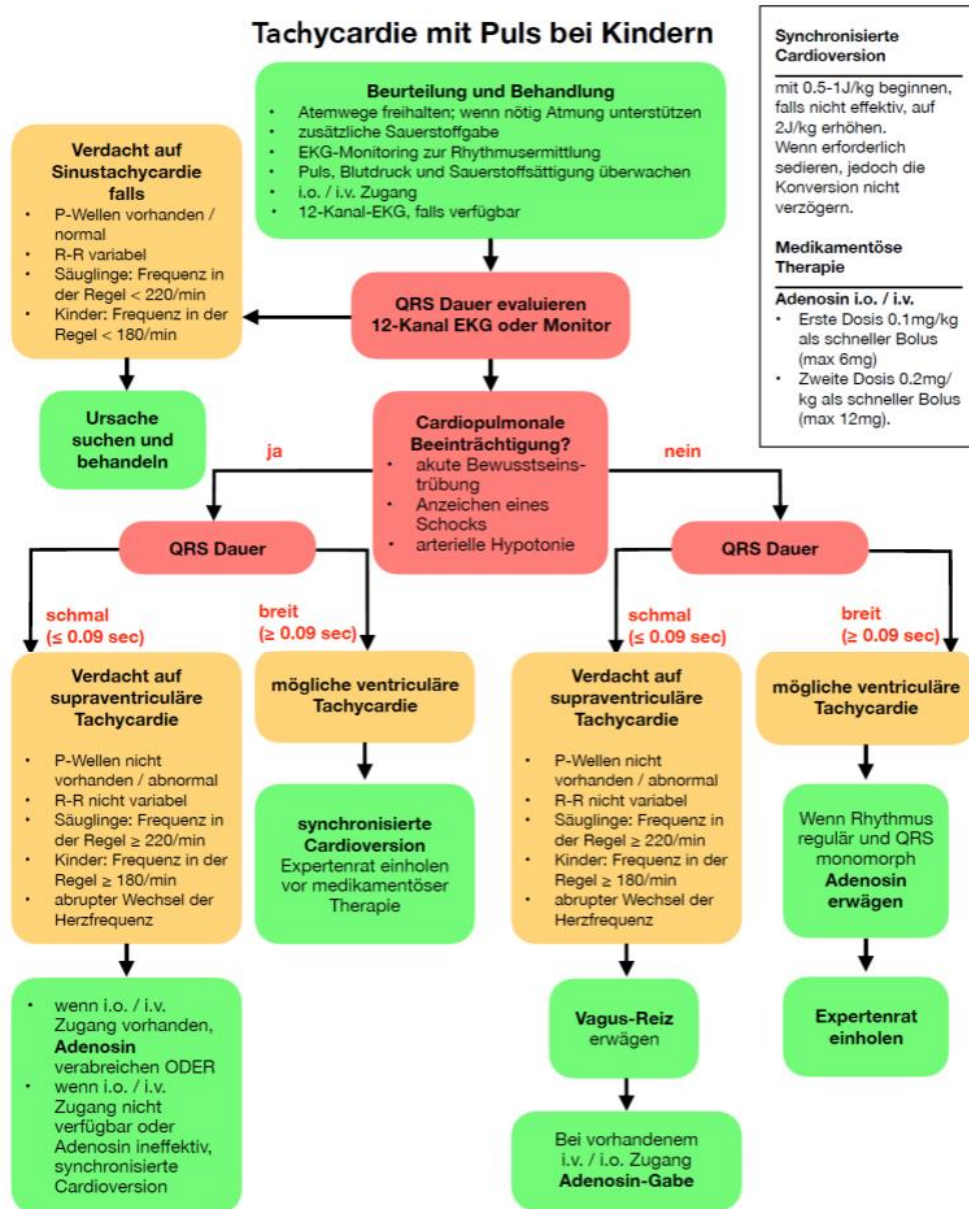 Tachycardie mit Puls bei Kindern
Beurteilung und Behandlung
• Atemwege freihalten; wenn nötig Atmung unterstützen
• zusätzliche Sauerstoffgabe
• EKG-Monitoring zur Rhythmusermittlung
• Puls, Blutdruck und Sauerstoffsättigung überwachen
• i.o. / i.v. Zugang
• 12-Kanal-EKG, falls verfügbar
Synchronisierte
Cardioversion
mit 0.5-1J/kg beginnen,
falls nicht effektiv, auf
2J/kg erhöhen.
Wenn erforderlich
sedieren, jedoch die
Konversion nicht
verzögern.
Medikamentöse
Therapie
Adenosin i.o. / i.v.
• Erste Dosis 0.1mg/kg
als schneller Bolus
(max 6mg)
• Zweite Dosis 0.2mg/
kg als schneller Bolus
(max 12mg).
Verdacht auf
Sinustachycardie
falls
• P-Wellen vorhanden /
normal
• R-R variabel
• Säuglinge: Frequenz in
der Regel < 220/min
• Kinder: Frequenz in der
Regel < 180/min
QRS Dauer evaluieren
12-Kanal EKG oder Monitor
Ursache
suchen und
behandeln
Cardiopulmonale
Beeinträchtigung?
• akute Bewusstseins-
trübung
• Anzeichen eines
Schocks
• arterielle Hypotonie
ja
nein
QRS Dauer
QRS Dauer
schmal
(≤ 0.09 sec)
breit
(≥ 0.09 sec)
schmal
(≤ 0.09 sec)
breit
(≥ 0.09 sec)
Verdacht auf
supraventriculäre
Tachycardie
• P-Wellen nicht
vorhanden / abnormal
• R-R nicht variabel
• Säuglinge: Frequenz in
der Regel ≥ 220/min
• Kinder: Frequenz in der
Regel ≥ 180/min
• abrupter Wechsel der
Herzfrequenz
mögliche ventriculäre
Tachycardie
synchronisierte
Cardioversion
Expertenrat einholen
vor medikamentöser
Therapie
Verdacht auf
supraventriculäre
Tachycardie
• P-Wellen nicht
vorhanden / abnormal
• R-R nicht variabel
• Säuglinge: Frequenz in
der Regel ≥ 220/min
• Kinder: Frequenz in der
Regel ≥ 180/min
• abrupter Wechsel der
Herzfrequenz
mögliche ventriculäre
Tachycardie
Wenn Rhythmus
regulär und QRS
monomorph
Adenosin
erwägen
• wenn i.o. / i.v.
Zugang vorhanden,
Adenosin
verabreichen ODER
• wenn i.o. / i.v.
Zugang nicht
verfügbar oder
Adenosin ineffektiv,
synchronisierte
Cardioversion
Vagus-Reiz
erwägen
Expertenrat
einholen
Bei vorhandenem
i.v. / i.o. Zugang
Adenosin-Gabe